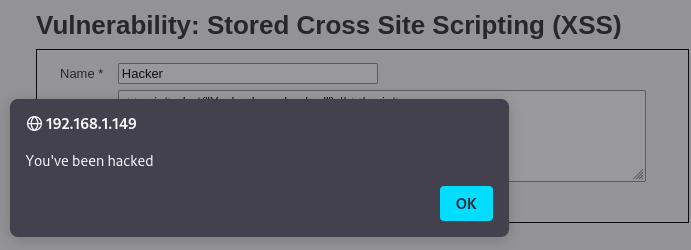 Vulnerability: Stored Cross Site Scripting (XSS)
Name *
Hacker
192.168.1.149
You've been hacked
OK